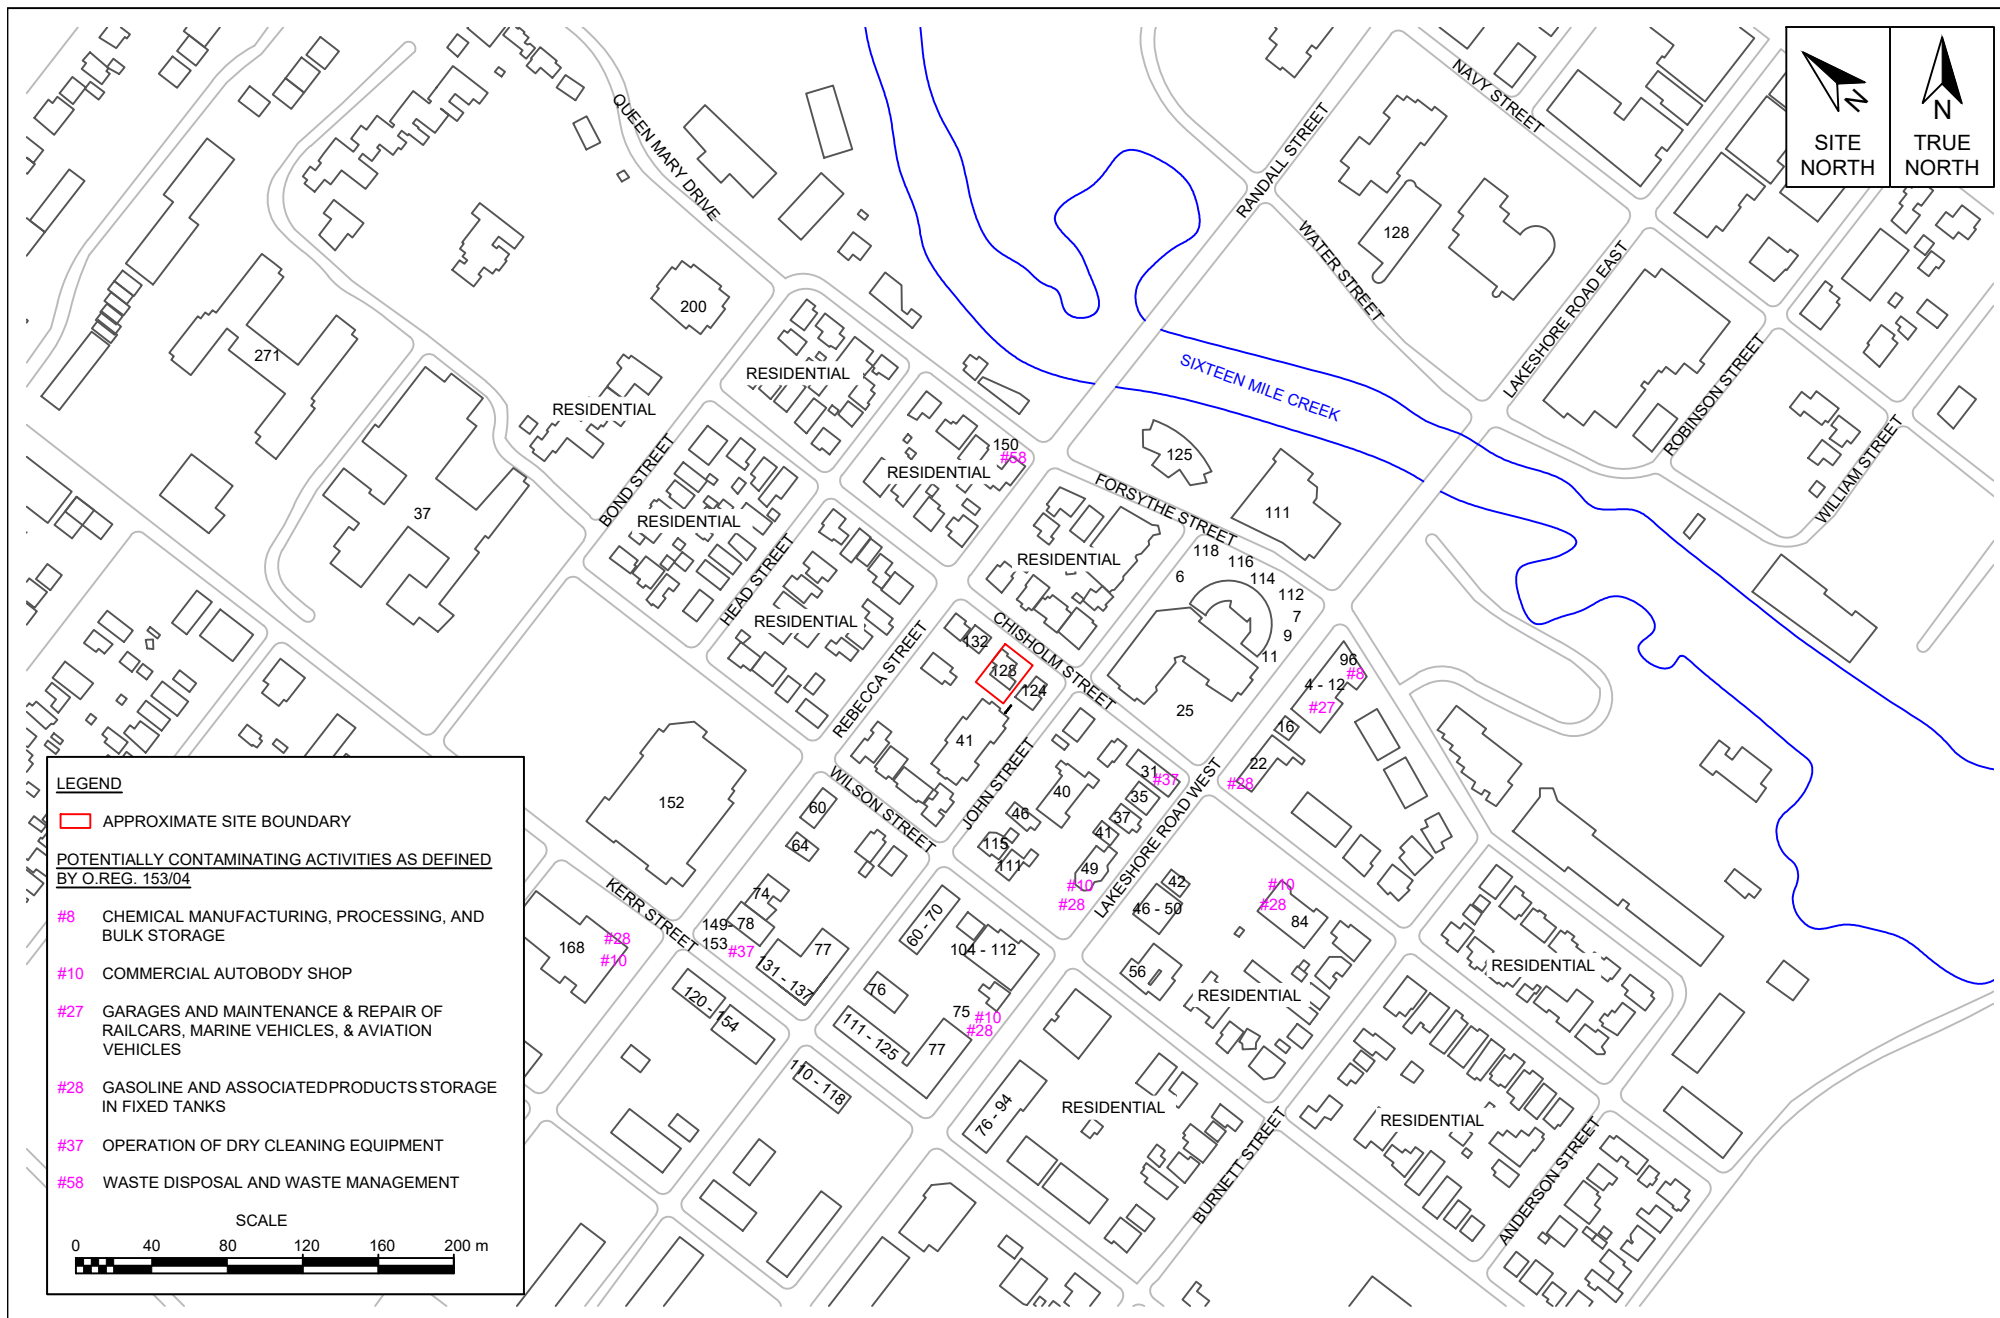 NAVY STREET
N
SITE
NORTH
N
TRUE
NORTH
QUEEN MARY DRIVE
RANDALL STREET
WATER STREET
128
LAKESHORE ROAD EAST
200
271
RESIDENTIAL
RESIDENTIAL
SIXTEEN MILE CREEK
ROBINSON STREET
WILLIAM STREET
150
#58
RESIDENTIAL
125
BOND STREET
37
RESIDENTIAL
FORSYTHE STREET
111
RESIDENTIAL
118
116
6
114
112
7
9
11
HEAD STREET
RESIDENTIAL
REBECCA STREET
132
CHISHOLM STREET
128
124
96
#8
4 - 12
#27
25
16
41
22
#28
JOHN STREET
31
#37
40
35
37
46
41
115
111
49
#10
#28
LAKESHORE ROAD WEST
WILSON STREET
152
60
64
74
KERR STREET
149-
153
78
#37
77
131 - 137
168
#28
#10
120 - 154
60 - 70
104 - 112
76
75
#10
#28
111 - 125
77
110 - 118
42
46 - 50
56
#10
#28
84
RESIDENTIAL
RESIDENTIAL
76 - 94
RESIDENTIAL
RESIDENTIAL
BURNETT STREET
ANDERSON STREET
LEGEND
APPROXIMATE SITE BOUNDARY
POTENTIALLY CONTAMINATING ACTIVITIES AS DEFINED
BY O.REG. 153/04
#8 CHEMICAL MANUFACTURING, PROCESSING, AND
BULK STORAGE
#10 COMMERCIAL AUTOBODY SHOP
#27 GARAGES AND MAINTENANCE & REPAIR OF
RAILCARS, MARINE VEHICLES, & AVIATION
VEHICLES
#28 GASOLINE AND ASSOCIATED PRODUCTS STORAGE
IN FIXED TANKS
#37 OPERATION OF DRY CLEANING EQUIPMENT
#58 WASTE DISPOSAL AND WASTE MANAGEMENT
SCALE
0 40 80 120 160 200 m